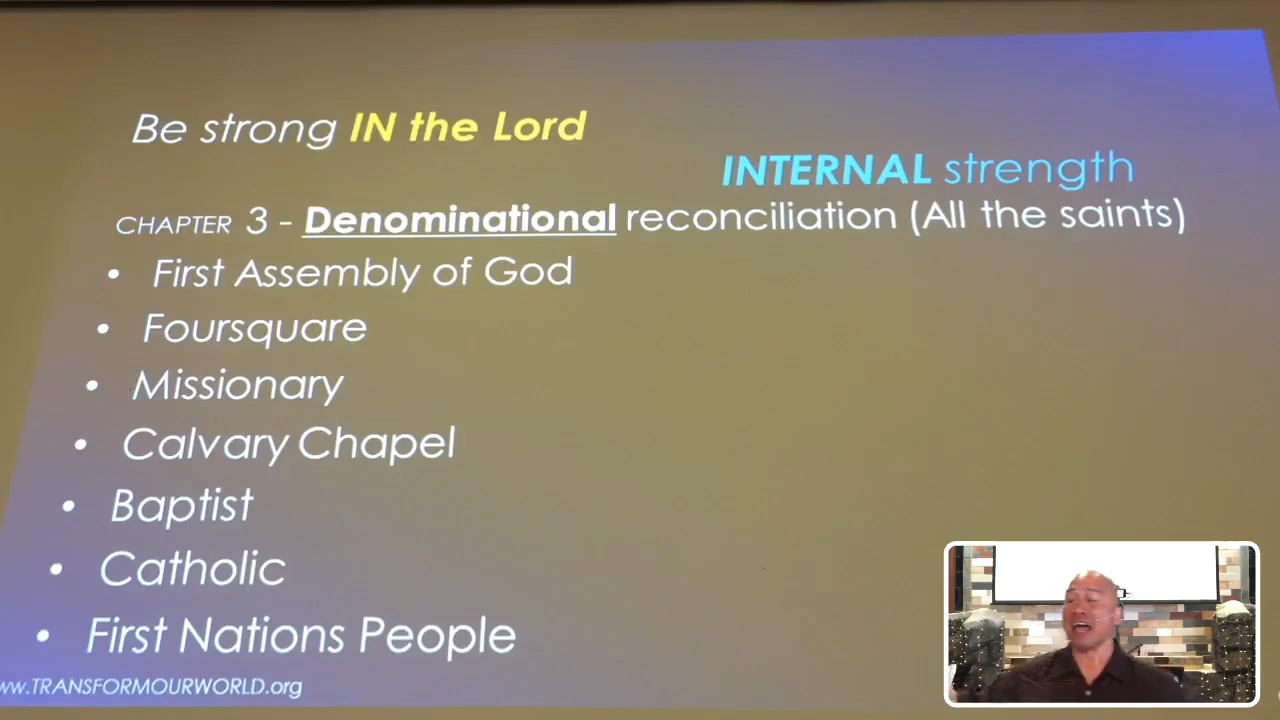 Be strong IN the Lord
INTERNAL strength
CHAPTER 3 - Denominational reconciliation (All the saints)
• First Assembly of God
• Foursquare
• Missionary
• Calvary Chapel
• Baptist
• Catholic
• First Nations People
ww.TRANSFORMOURWORLD.org